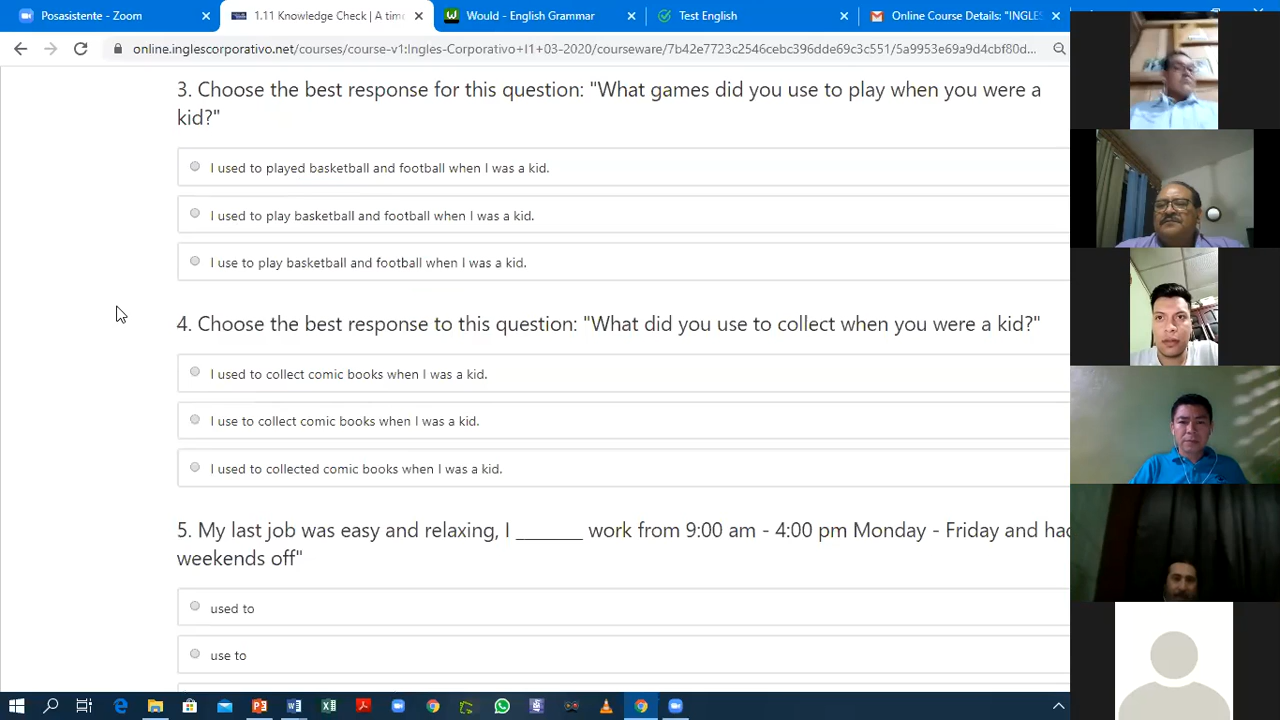 Posasistente - Zoom
1.11 Knowledge Check | A time
Would - English Grammar
Test English
Online Course Details: "INGLES
online.inglescorporativo.net/courses/course-v1:Ingles-Corporativo+I1+03-2020/courseware/7b42e7723c2546cebc396dde69c3c551/5a9953e69a9d4cbf80d...
3. Choose the best response for this question: "What games did you use to play when you were a
kid?"
I used to played basketball and football when I was a kid.
I used to play basketball and football when I was a kid.
I use to play basketball and football when I was a kid.
4. Choose the best response to this question: "What did you use to collect when you were a kid?"
I used to collect comic books when I was a kid.
I use to collect comic books when I was a kid.
I used to collected comic books when I was a kid.
5. My last job was easy and relaxing, I _______ work from 9:00 am - 4:00 pm Monday - Friday and had
weekends off"
used to
use to